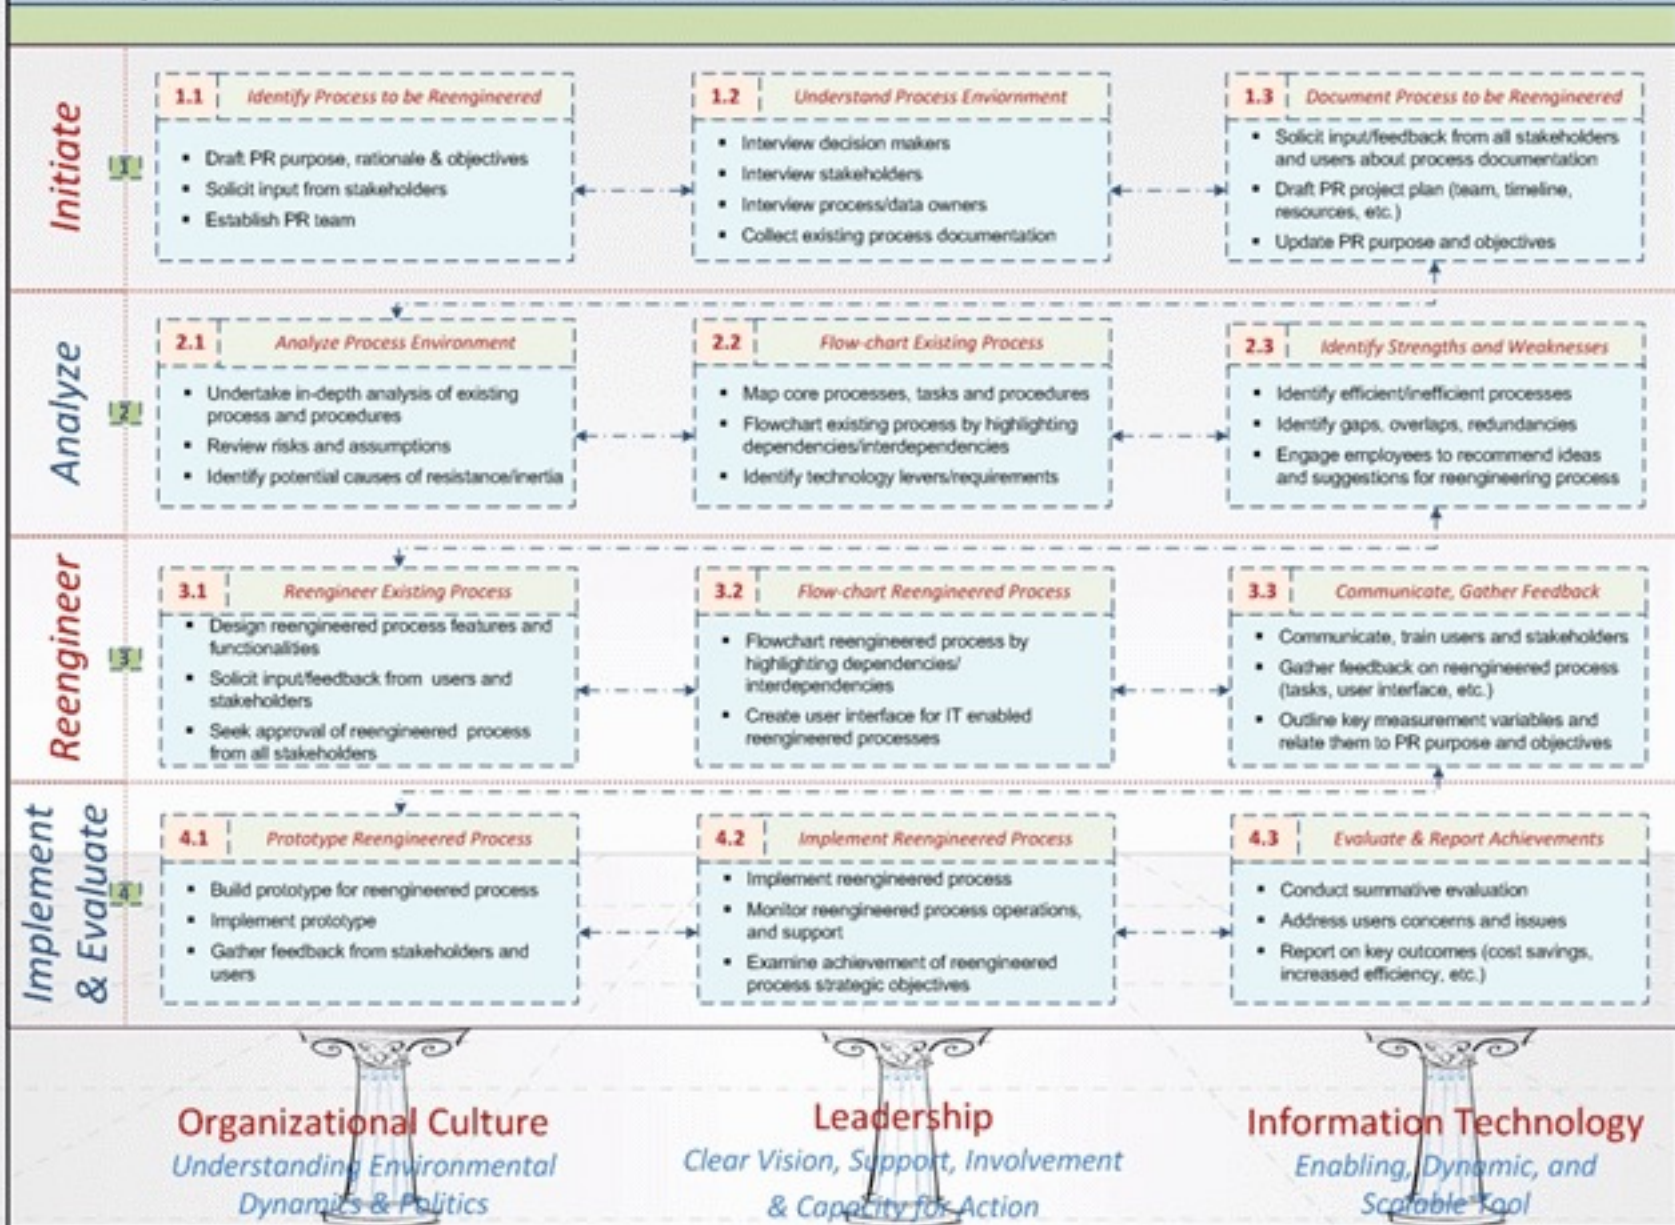 Initiate
1
1.1 Identify Process to be Reengineered
▪ Draft PR purpose, rationale & objectives
▪ Solicit input from stakeholders
▪ Establish PR team
1.2 Understand Process Enviornment
▪ Interview decision makers
▪ Interview stakeholders
▪ Interview process/data owners
▪ Collect existing process documentation
1.3 Document Process to be Reengineered
▪ Solicit input/feedback from all stakeholders
and users about process documentation
▪ Draft PR project plan (team, timeline,
resources, etc.)
▪ Update PR purpose and objectives
Analyze
2
2.1 Analyze Process Environment
▪ Undertake in-depth analysis of existing
process and procedures
▪ Review risks and assumptions
▪ Identify potential causes of resistance/inertia
2.2 Flow-chart Existing Process
▪ Map core processes, tasks and procedures
▪ Flowchart existing process by highlighting
dependencies/interdependencies
▪ Identify technology levers/requirements
2.3 Identify Strengths and Weaknesses
▪ Identify efficient/inefficient processes
▪ Identify gaps, overlaps, redundancies
▪ Engage employees to recommend ideas
and suggestions for reengineering process
Reengineer
3
3.1 Reengineer Existing Process
▪ Design reengineered process features and
functionalities
▪ Solicit input/feedback from users and
stakeholders
▪ Seek approval of reengineered process
from all stakeholders
3.2 Flow-chart Reengineered Process
▪ Flowchart reengineered process by
highlighting dependencies/
interdependencies
▪ Create user interface for IT enabled
reengineered processes
3.3 Communicate, Gather Feedback
▪ Communicate, train users and stakeholders
▪ Gather feedback on reengineered process
(tasks, user interface, etc.)
▪ Outline key measurement variables and
relate them to PR purpose and objectives
Implement
& Evaluate
4
4.1 Prototype Reengineered Process
▪ Build prototype for reengineered process
▪ Implement prototype
▪ Gather feedback from stakeholders and
users
4.2 Implement Reengineered Process
▪ Implement reengineered process
▪ Monitor reengineered process operations,
and support
▪ Examine achievement of reengineered
process strategic objectives
4.3 Evaluate & Report Achievements
▪ Conduct summative evaluation
▪ Address users concerns and issues
▪ Report on key outcomes (cost savings,
increased efficiency, etc.)
Organizational Culture
Understanding Environmental
Dynamics & Politics
Leadership
Clear Vision, Support, Involvement
& Capacity for Action
Information Technology
Enabling, Dynamic, and
Scalable Tool